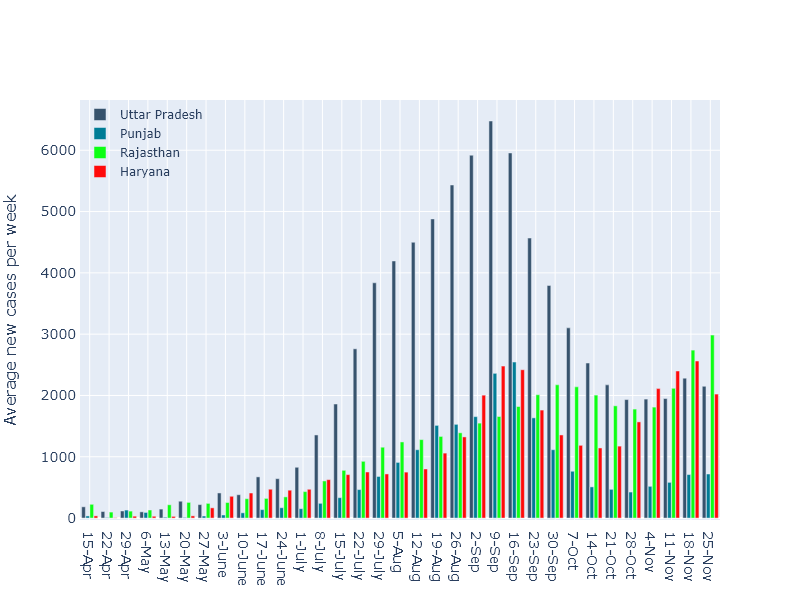 Uttar Pradesh
Punjab
Rajasthan
Haryana
Average new cases per week
6000
5000
4000
3000
2000
1000
0
15-Apr
22-Apr
29-Apr
6-May
13-May
20-May
27-May
3-June
10-June
17-June
24-June
1-July
8-July
15-July
22-July
29-July
5-Aug
12-Aug
19-Aug
26-Aug
2-Sep
9-Sep
16-Sep
23-Sep
30-Sep
7-Oct
14-Oct
21-Oct
28-Oct
4-Nov
11-Nov
18-Nov
25-Nov